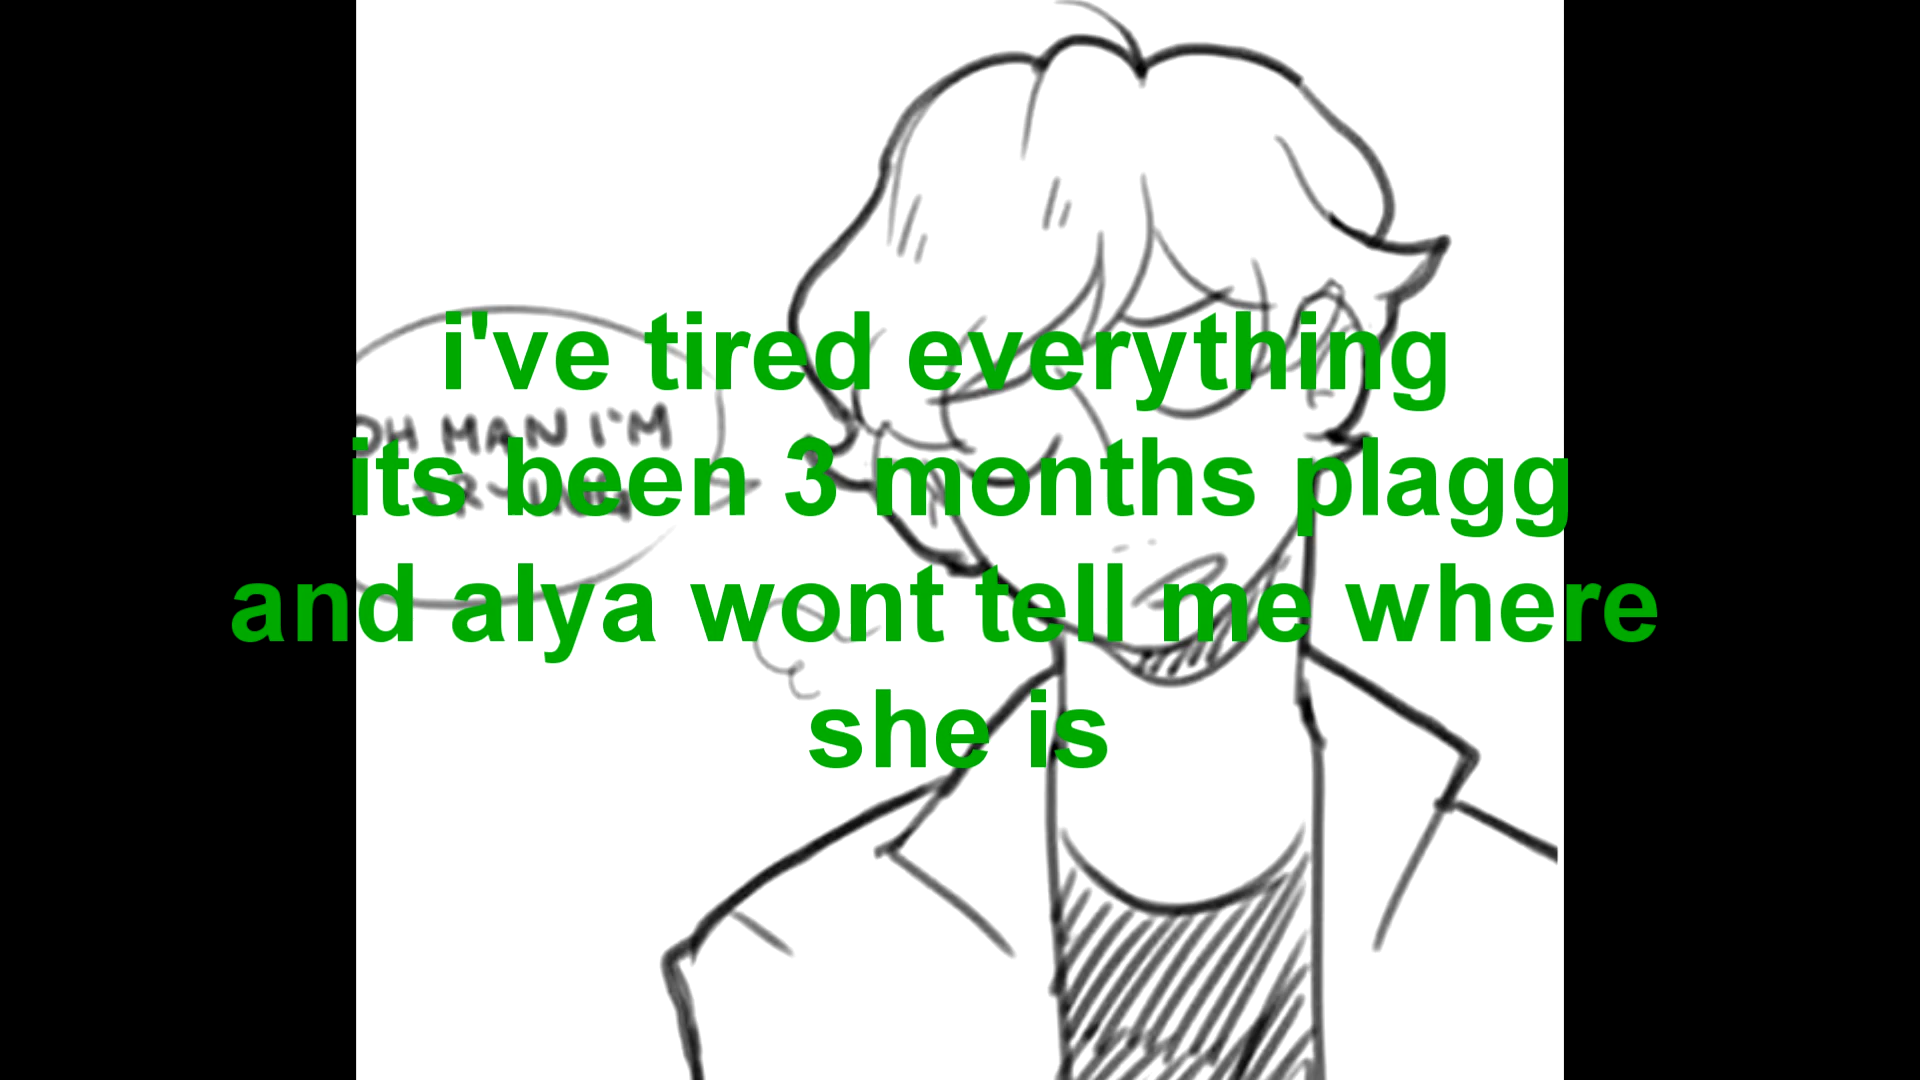 i've tired everything
OH MAN I'M
its been 3 months plagg
and alya wont tell me where
she is